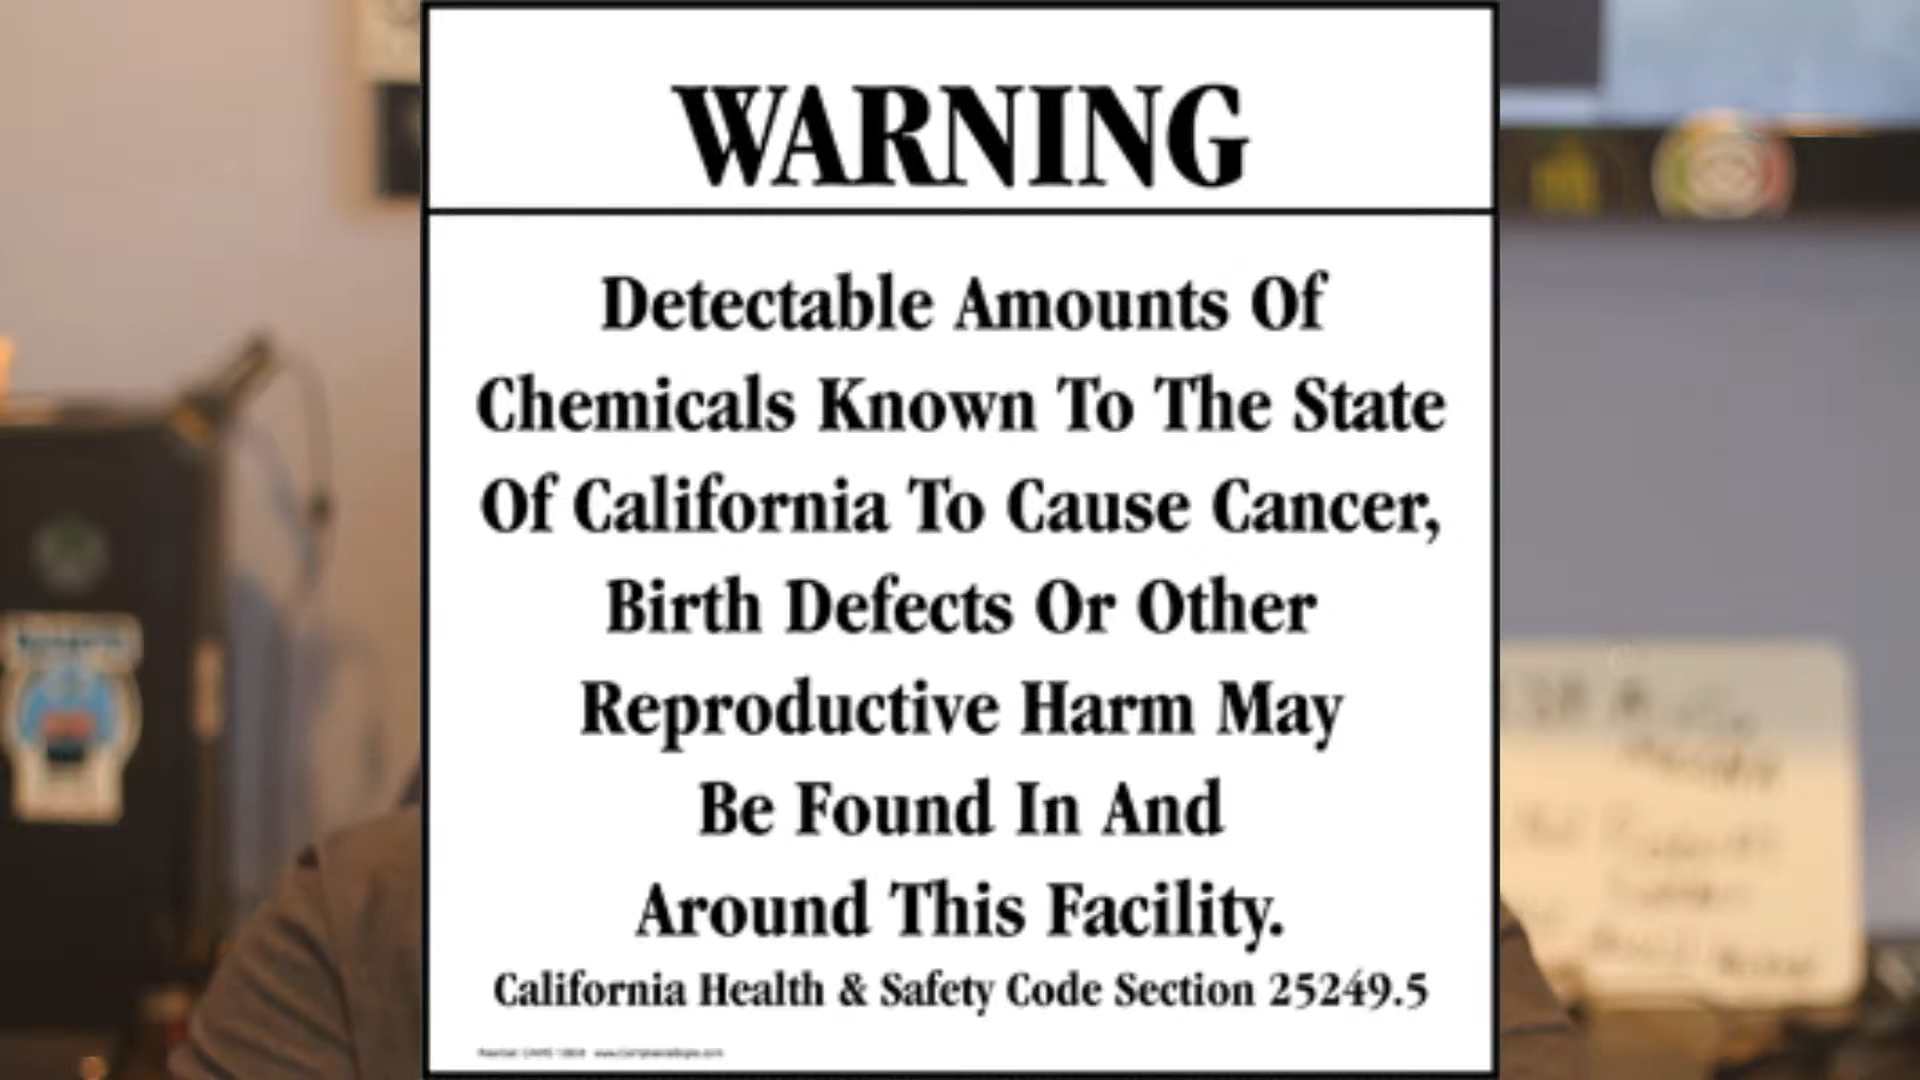 WARNING
Detectable Amounts Of
Chemicals Known To The State
Of California To Cause Cancer,
Birth Defects Or Other
Reproductive Harm May
Be Found In And
Around This Facility.
California Health & Safety Code Section 25249.5